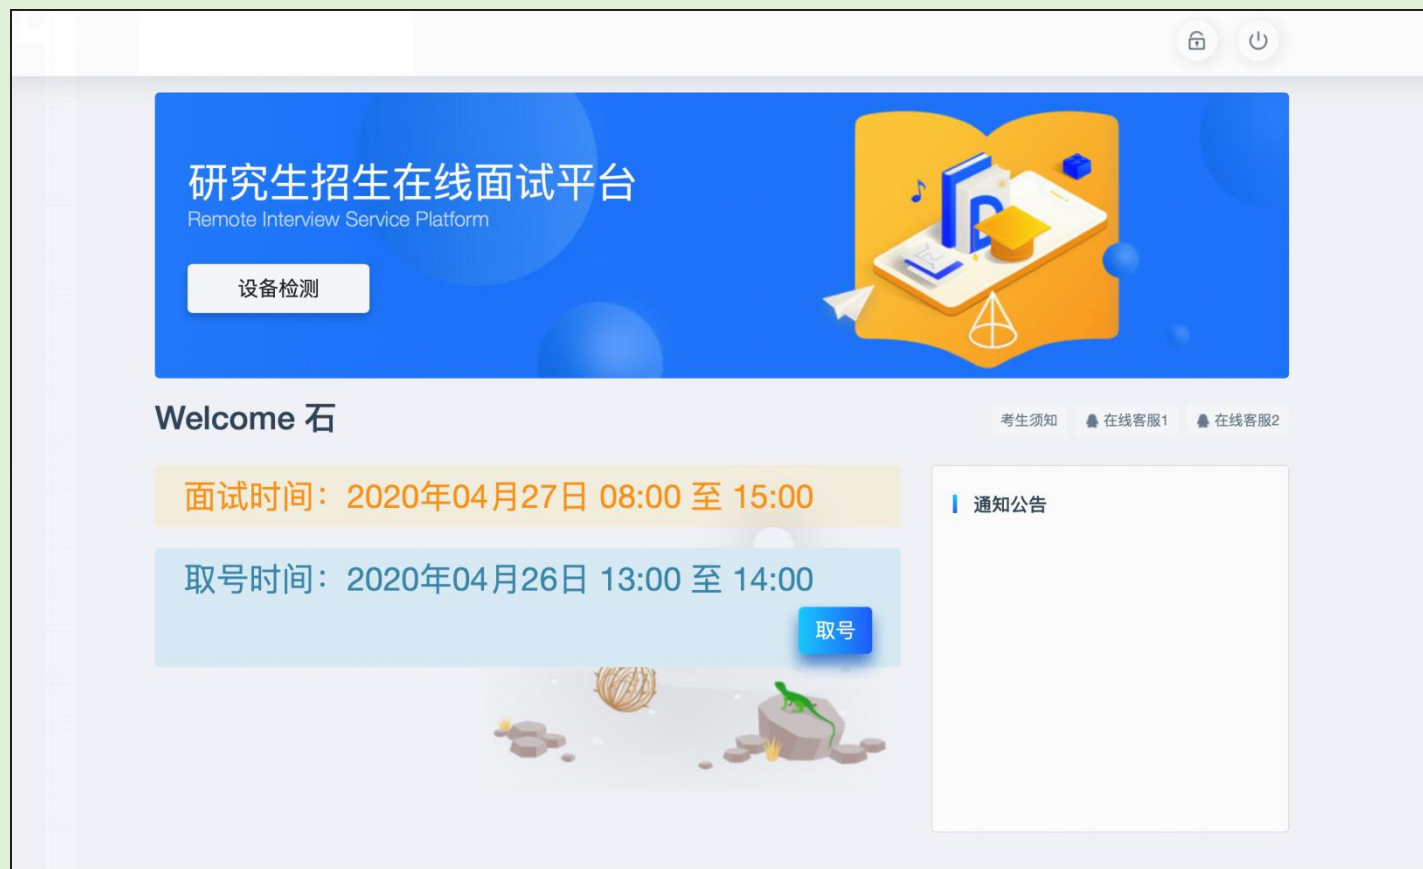 研究生招生在线面试平台
Remote Interview Service Platform
设备检测
Welcome 石
考生须知 在线客服1 在线客服2
面试时间：2020年04月27日 08:00 至 15:00
取号时间：2020年04月26日 13:00 至 14:00
取号
通知公告